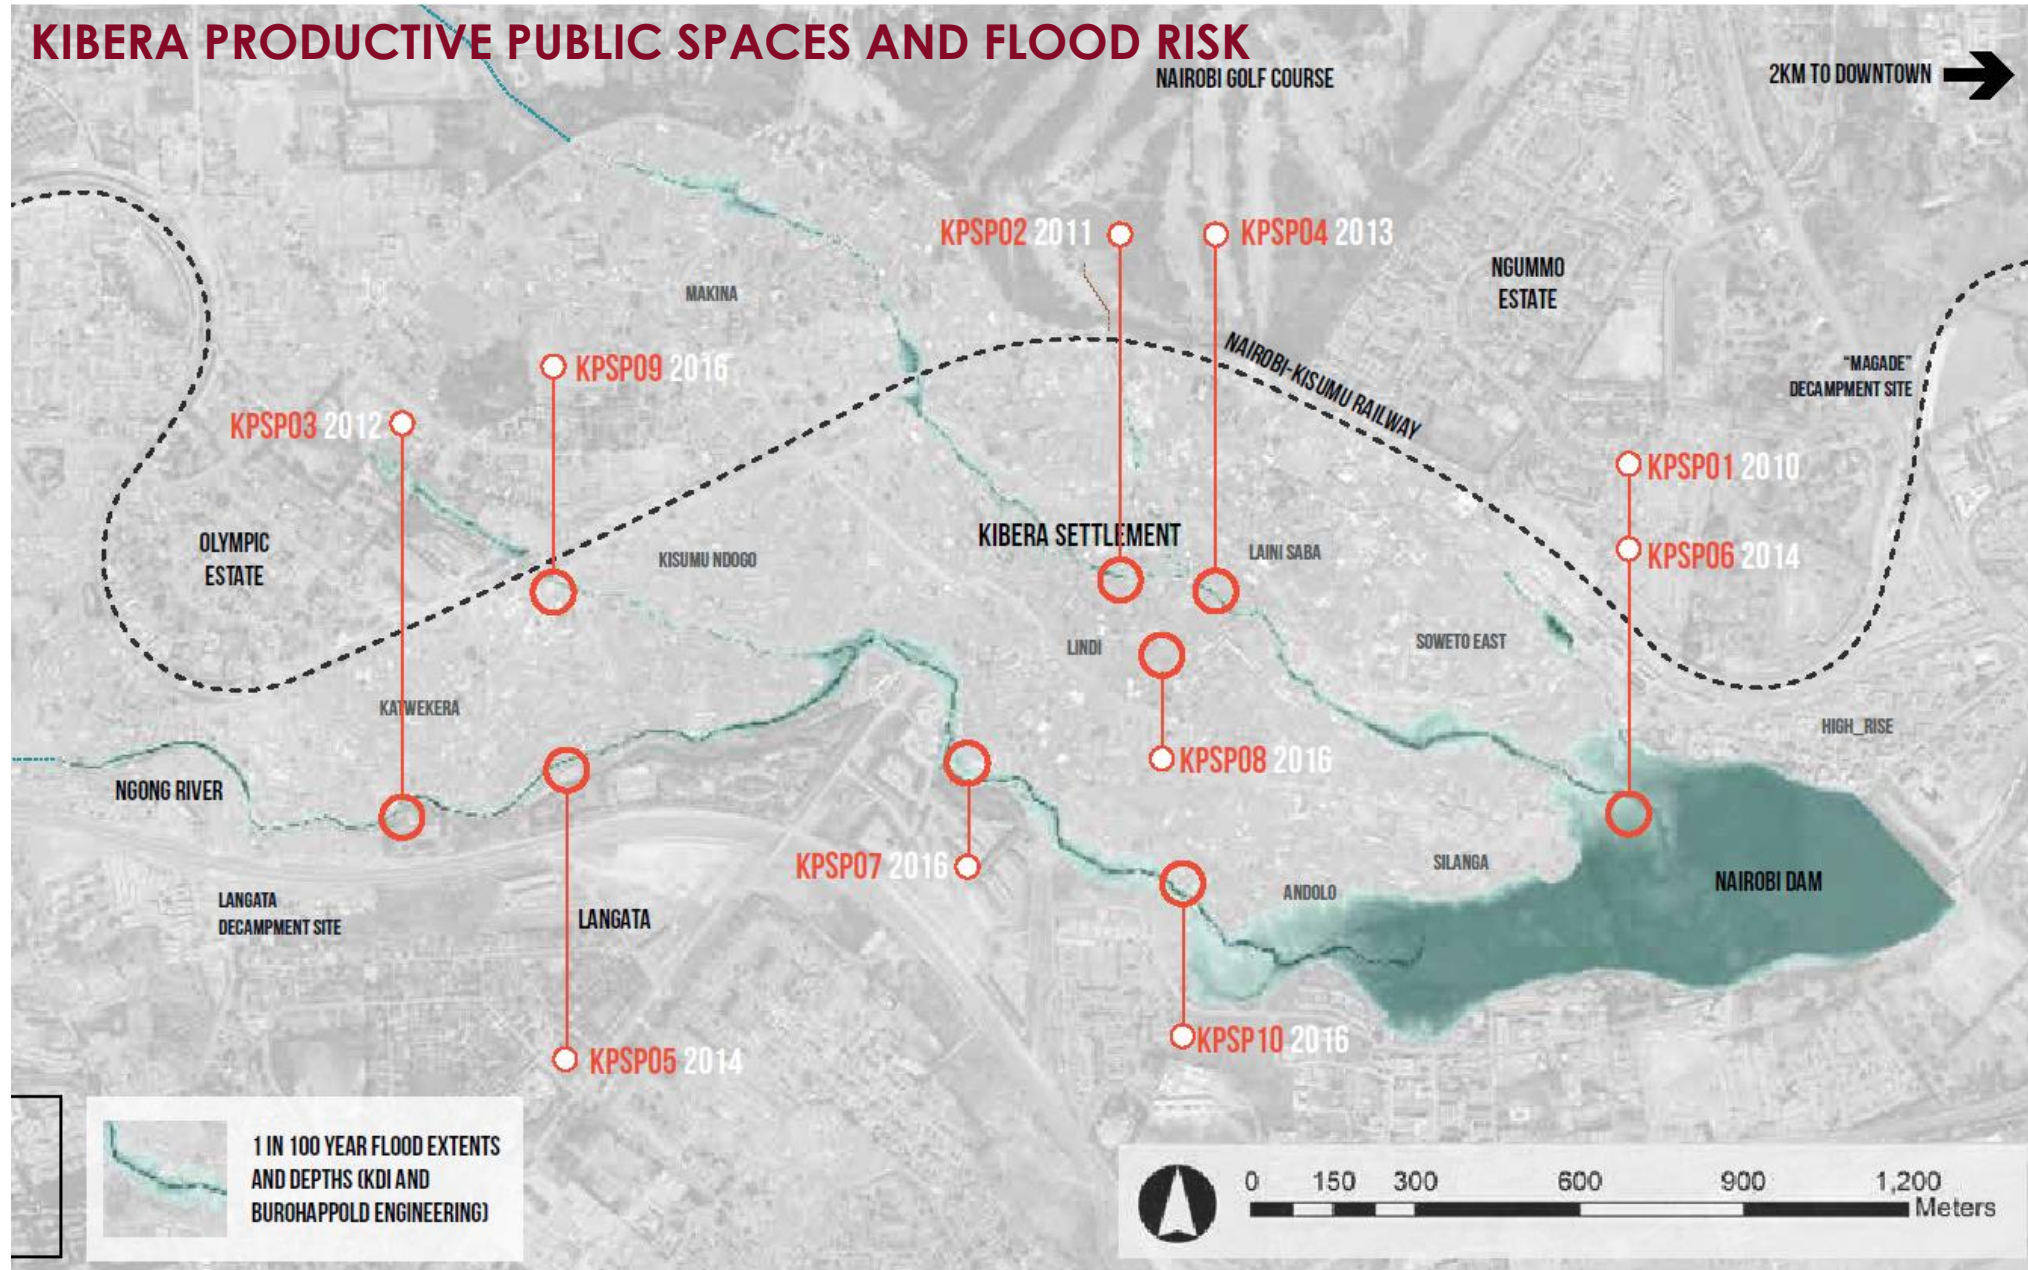 KIBERA PRODUCTIVE PUBLIC SPACES AND FLOOD RISK
NAIROBI GOLF COURSE
2KM TO DOWNTOWN
KPSP02 2011
KPSP04 2013
NGUMMO
ESTATE
MAKINA
NAIROBI-KISUMU RAILWAY
"MAGADE"
DECAMPMENT SITE
KPSP09 2016
KPSP03 2012
KPSP01 2010
KPSP06 2014
OLYMPIC
ESTATE
KISUMU NDOGO
KIBERA SETTLEMENT
LAINI SABA
LINDI
SOWETO EAST
KATWEKERA
HIGH_RISE
KPSP08 2016
NGONG RIVER
KPSP07 2016
SILANGA
ANDOLO
NAIROBI DAM
LANGATA
DECAMPMENT SITE
LANGATA
KPSP10 2016
KPSP05 2014
1 IN 100 YEAR FLOOD EXTENTS
AND DEPTHS (KDI AND
BUROHAPPOLD ENGINEERING)
0 150 300 600 900 1,200
Meters